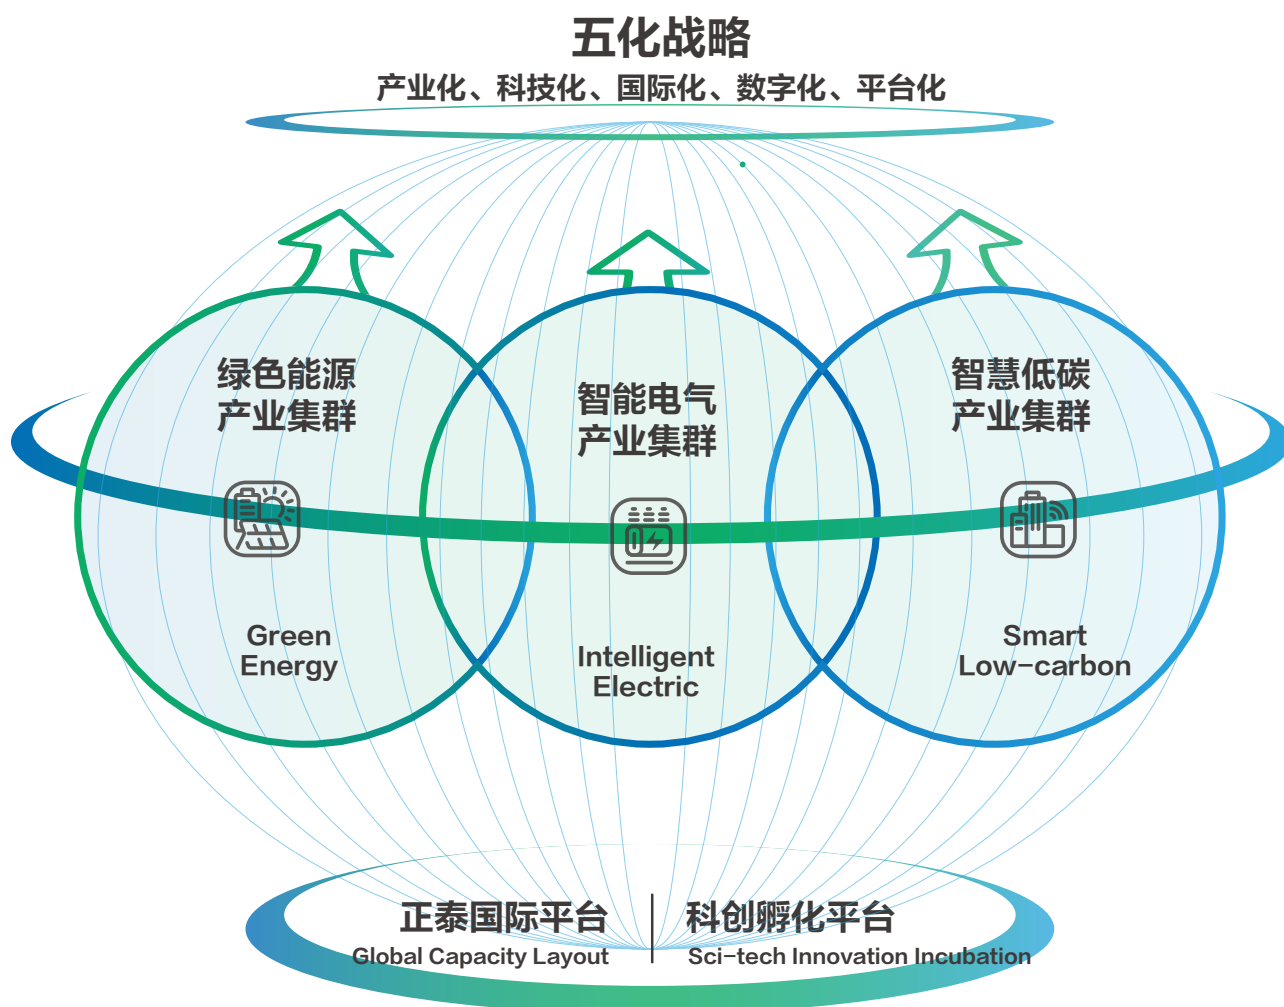 五化战略
产业化、科技化、国际化、数字化、平台化
绿色能源
产业集群
Green
Energy
智能电气
产业集群
Intelligent
Electric
智慧低碳
产业集群
Smart
Low-carbon
正泰国际平台
Global Capacity Layout
科创孵化平台
Sci-tech Innovation Incubation